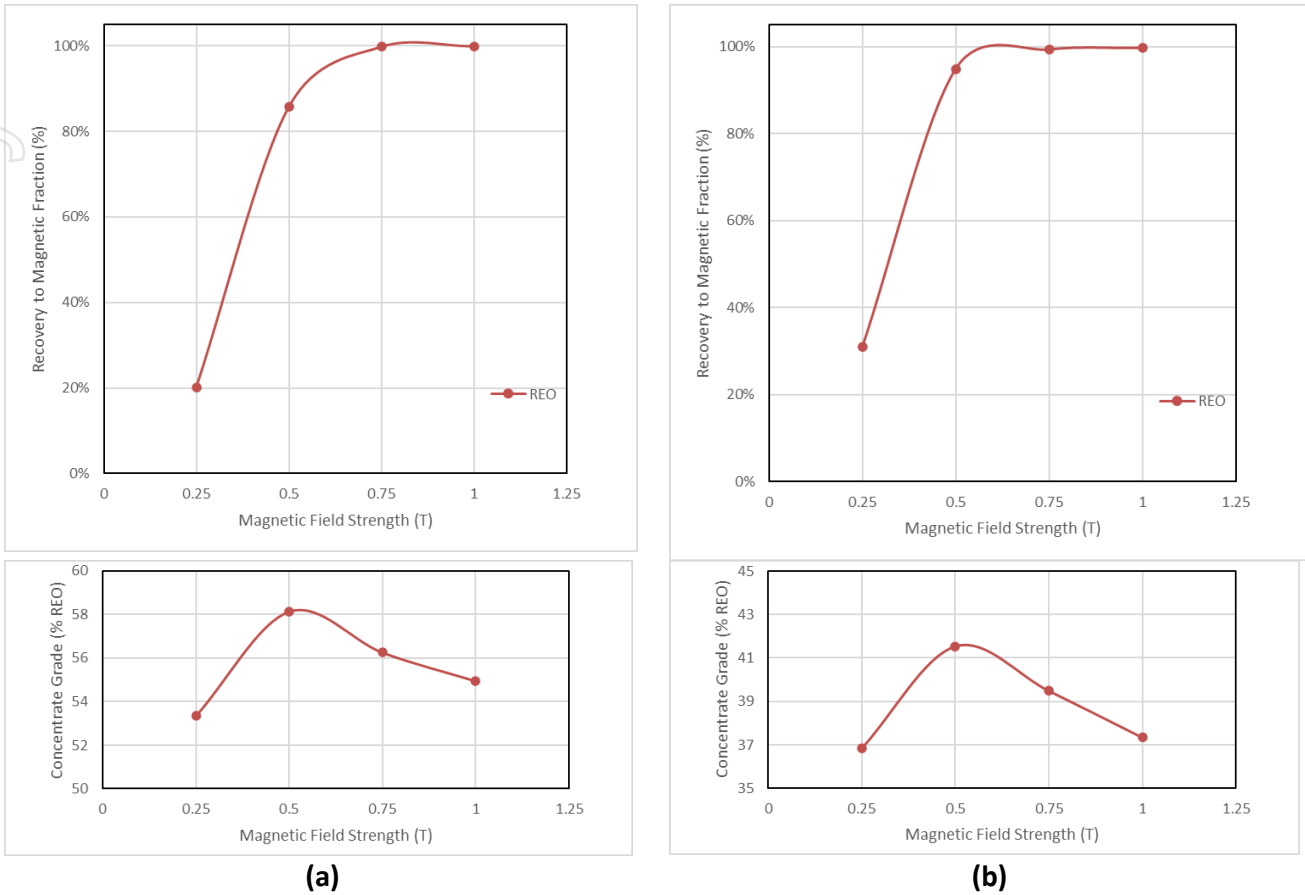 100%
80%
60%
40%
20%
0%
Recovery to Magnetic Fraction (%)
REO
0 0.25 0.5 0.75 1 1.25
Magnetic Field Strength (T)
60
58
56
54
52
50
Concentrate Grade (% REO)
0 0.25 0.5 0.75 1 1.25
Magnetic Field Strength (T)
(a)
100%
80%
60%
40%
20%
0%
Recovery to Magnetic Fraction (%)
REO
0 0.25 0.5 0.75 1 1.25
Magnetic Field Strength (T)
45
43
41
39
37
35
Concentrate Grade (% REO)
0 0.25 0.5 0.75 1 1.25
Magnetic Field Strength (T)
(b)